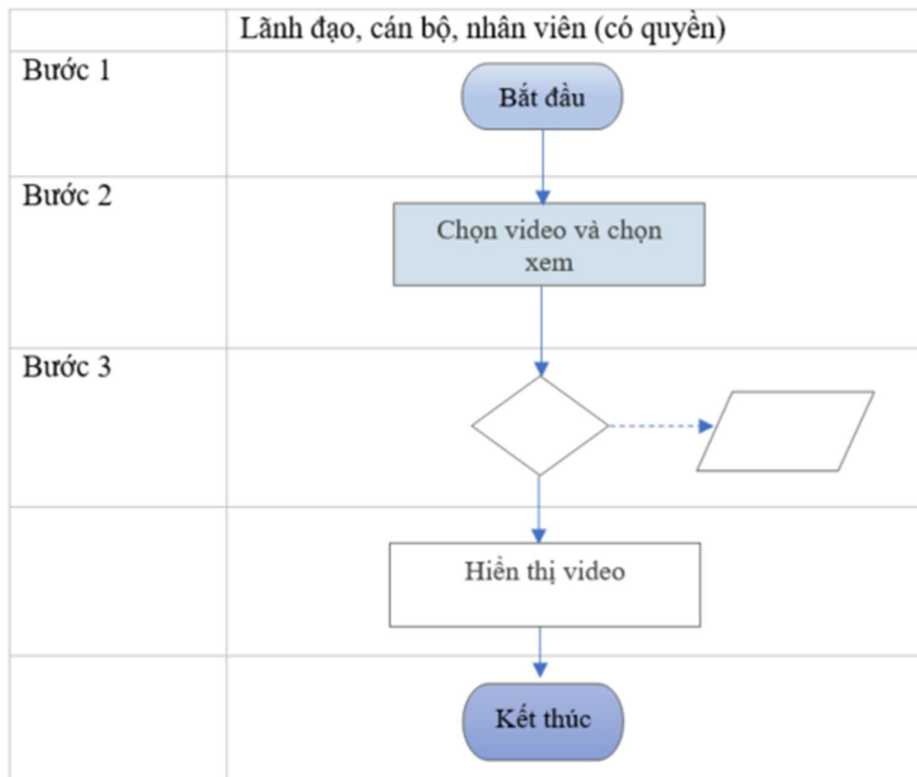 Lãnh đạo, cán bộ, nhân viên (có quyền)
Bước 1
Bắt đầu
Bước 2
Chọn video và chọn
xem
Bước 3
Hiển thị video
Kết thúc